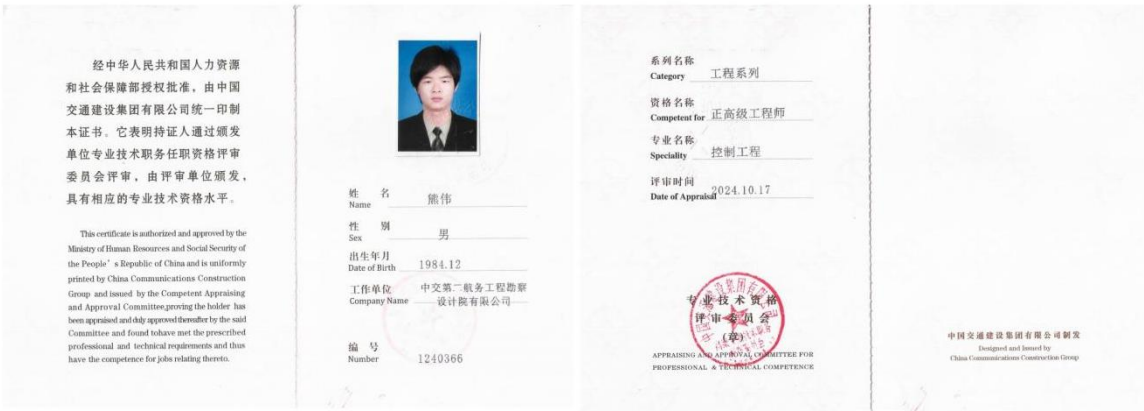 经中华人民共和国人力资源
和社会保障部授权批准，由中国
交通建设集团有限公司统一印制
本证书。它表明持证人通过颁发
单位专业技术职务任职资格评审
委员会评审，由评审单位颁发，
具有相应的专业技术资格水平。
This certificate is authorized and approved by the
Ministry of Human Resources and Social Security of
the People's Republic of China and is uniformly
printed by China Communications Construction
Group and issued by the Competent Appraising
and Approval Committee,proving the holder has
been appraised and duly approved thereafter by the said
Committee and found tohave met the prescribed
professional and technical requirements and thus
have the competence for jobs relating thereto.
姓 名
Name 熊伟
性 别
Sex 男
出生年月
Date of Birth 1984.12
工作单位 中交第二航务工程勘察
Company Name 设计院有限公司
编 号
Number 1240366
系列名称
Category 工程系列
资格名称
Competent for 正高级工程师
专业名称
Speciality 控制工程
评审时间
Date of Appraisal 2024.10.17
专业技术资格
评审委员会
(章)
APPRAISING AND APPROVAL COMMITTEE FOR
PROFESSIONAL & TECHNICAL COMPETENCE
中国交通建设集团有限公司制发
Designed and Issued by
China Communications Construction Group